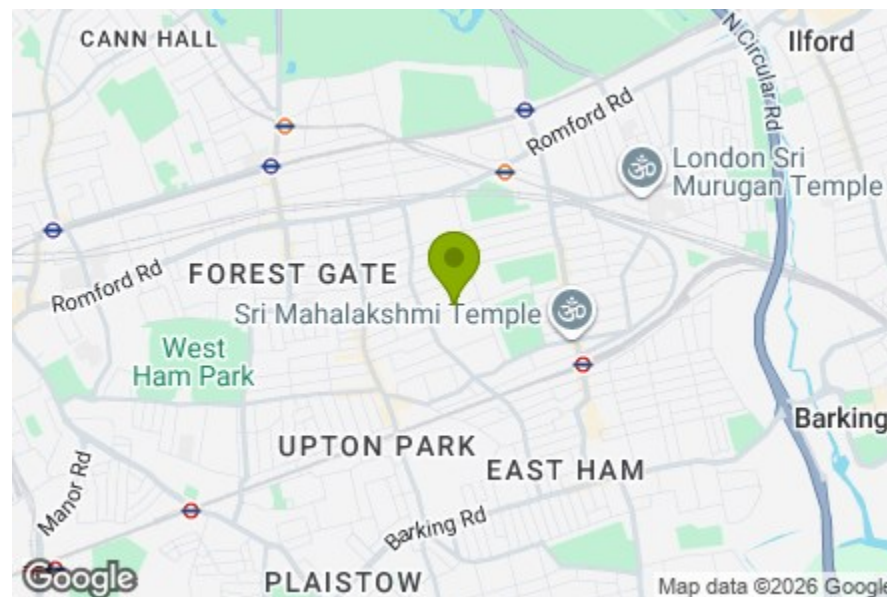 CANN HALL
Ilford
N Circular Rd
Romford Rd
London Sri
Murugan Temple
FOREST GATE
Romford Rd
Sri Mahalakshmi Temple
West
Ham Park
Barking
UPTON PARK
EAST HAM
Manor Rd
Barking Rd
PLAISTOW
Google
Map data ©2026 Google